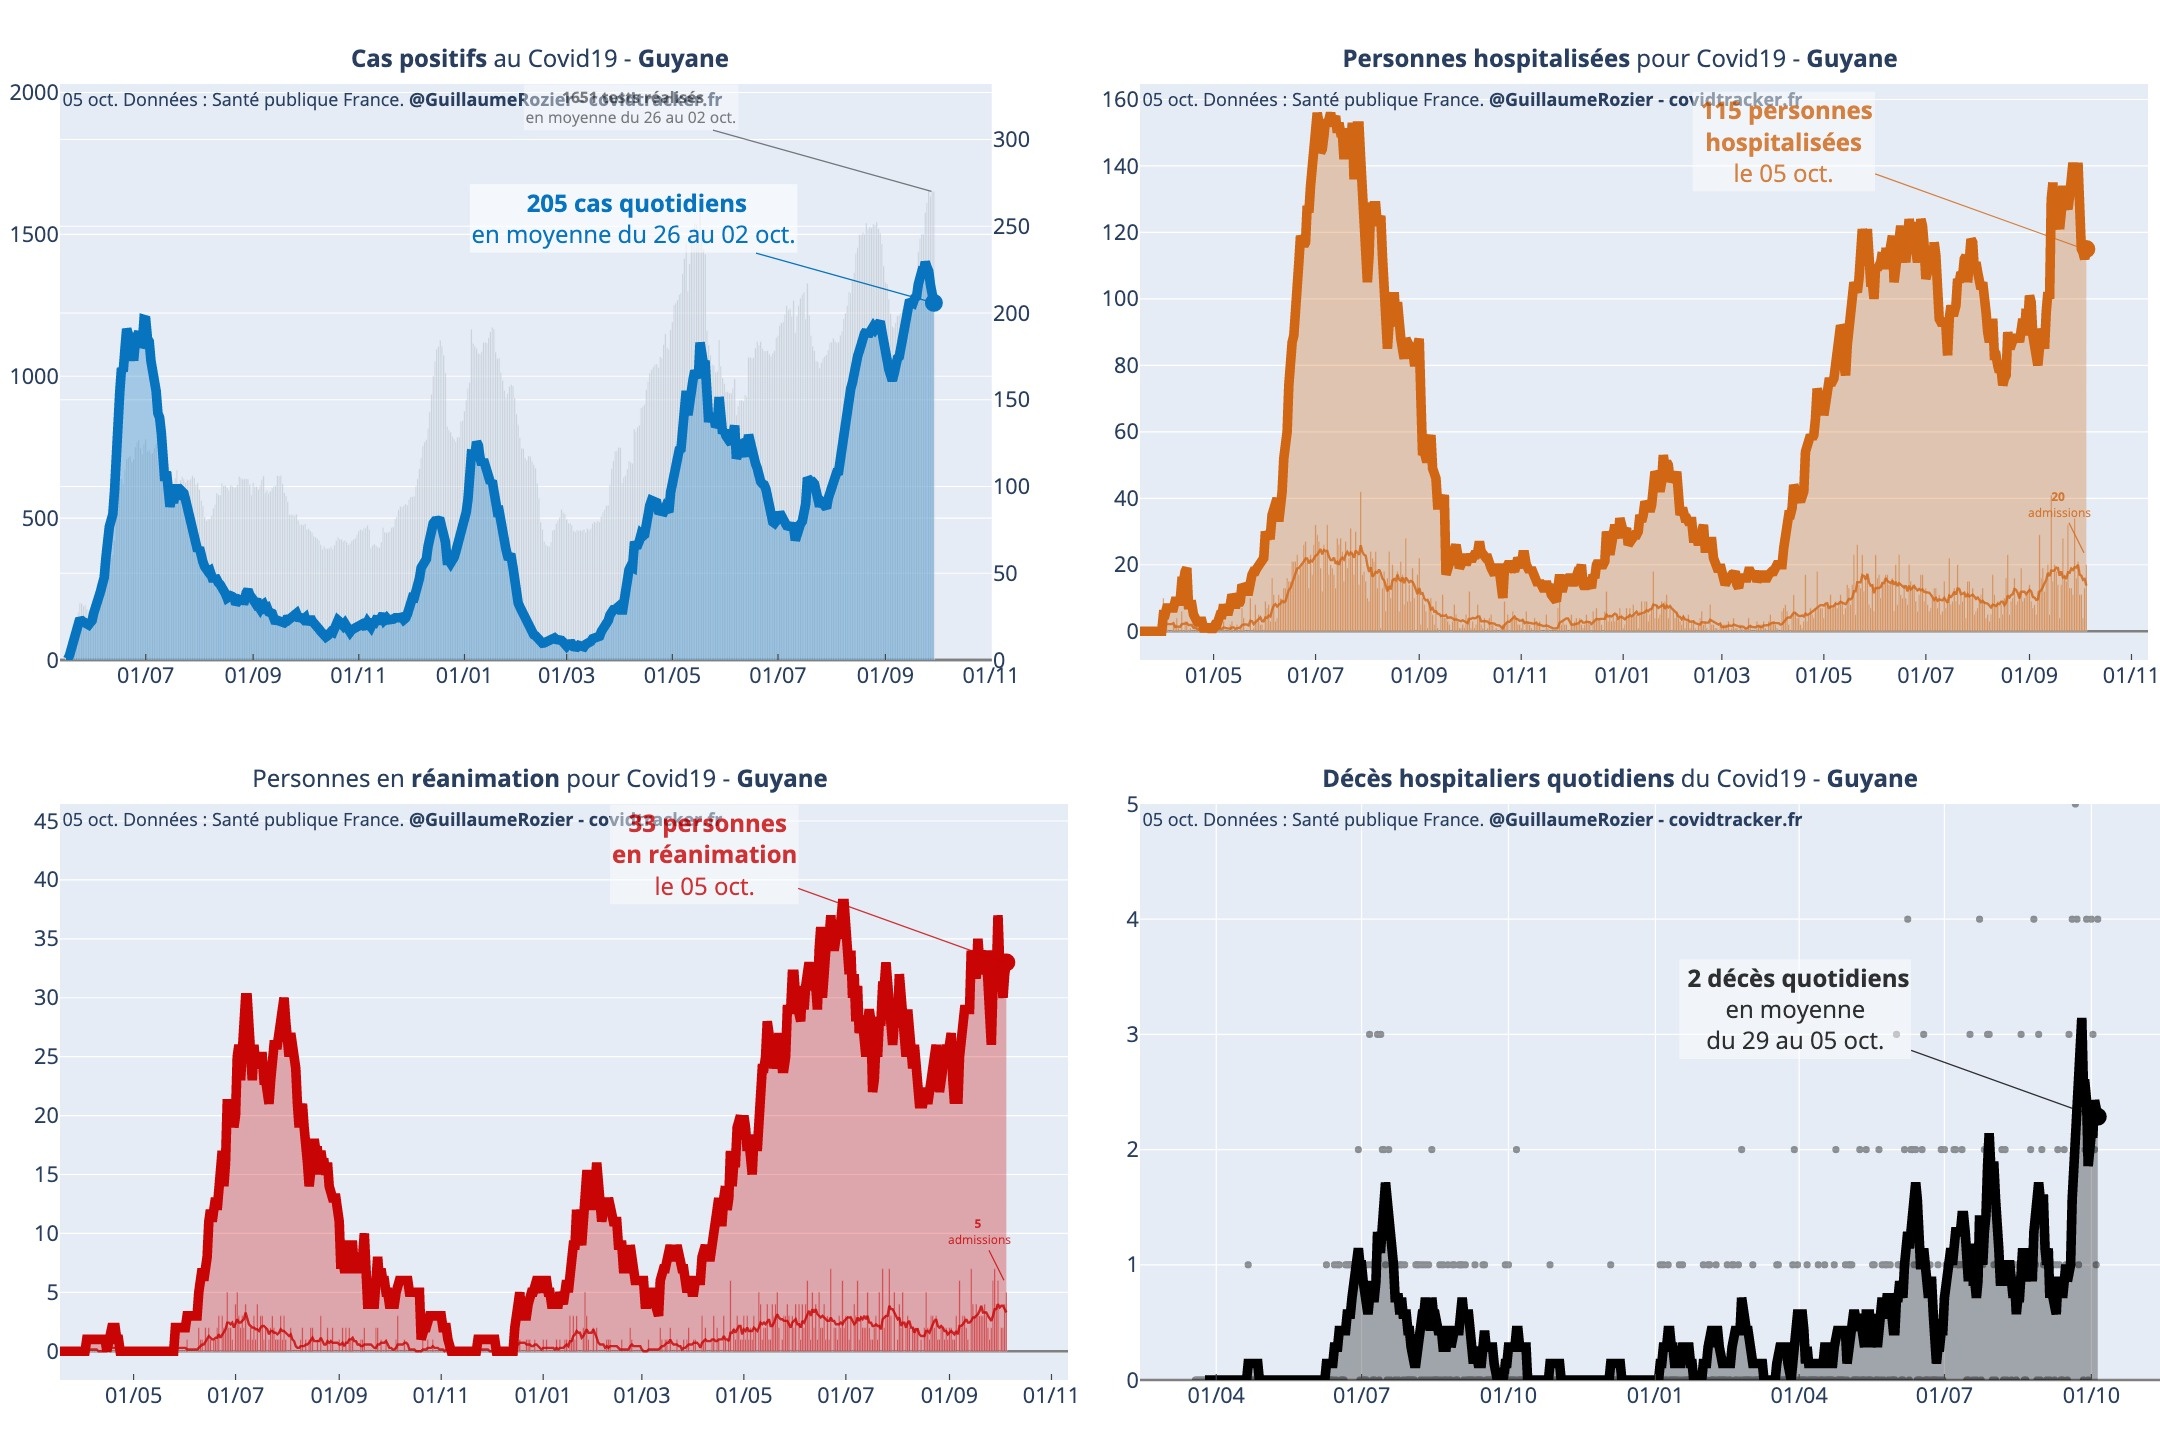 Cas positifs au Covid19 - Guyane
05 oct. Données : Santé publique France. @GuillaumeRozier - covidtracker.fr
1651 tests réalisés
en moyenne du 26 au 02 oct.
205 cas quotidiens
en moyenne du 26 au 02 oct.
2000
1500
1000
500
0
300
250
200
150
100
50
0
01/07 01/09 01/11 01/01 01/03 01/05 01/07 01/09 01/11
Personnes hospitalisées pour Covid19 - Guyane
05 oct. Données : Santé publique France. @GuillaumeRozier - covidtracker.fr
115 personnes
hospitalisées
le 05 oct.
160
140
120
100
80
60
40
20
0
20
admissions
01/05 01/07 01/09 01/11 01/01 01/03 01/05 01/07 01/09 01/11
Personnes en réanimation pour Covid19 - Guyane
05 oct. Données : Santé publique France. @GuillaumeRozier - covidtracker.fr
33 personnes
en réanimation
le 05 oct.
45
40
35
30
25
20
15
10
5
0
5
admissions
01/05 01/07 01/09 01/11 01/01 01/03 01/05 01/07 01/09 01/11
Décès hospitaliers quotidiens du Covid19 - Guyane
05 oct. Données : Santé publique France. @GuillaumeRozier - covidtracker.fr
2 décès quotidiens
en moyenne
du 29 au 05 oct.
5
4
3
2
1
0
01/04 01/07 01/10 01/01 01/04 01/07 01/10